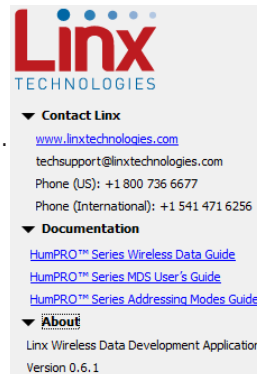 Linx
TECHNOLOGIES
Contact Linx
www.linxtechnologies.com
techsupport@linxtechnologies.com
Phone (US): +1 800 736 6677
Phone (International): +1 541 471 6256
Documentation
HumPRO™ Series Wireless Data Guide
HumPRO™ Series MDS User's Guide
HumPRO™ Series Addressing Modes Guide
About
Linx Wireless Data Development Application
Version 0.6.1